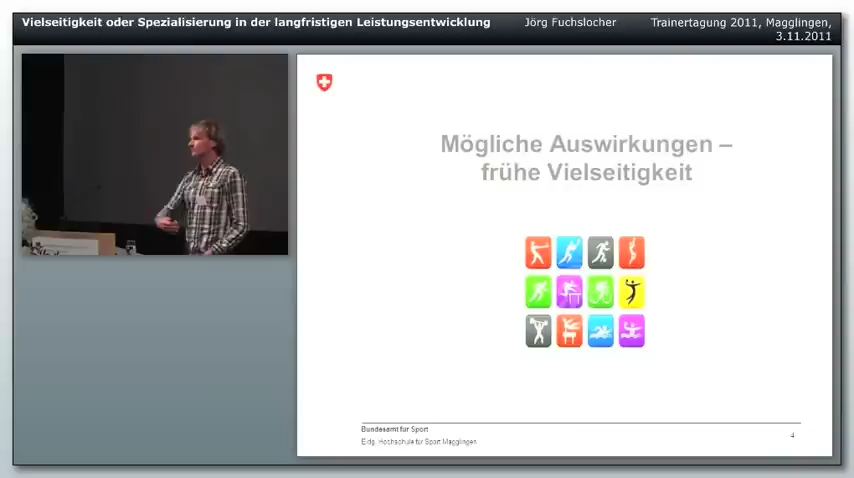 Vielseitigkeit oder Spezialisierung in der langfristigen Leistungsentwicklung
Jörg Fuchslocher
Trainertagung 2011, Magglingen,
3.11.2011
Mögliche Auswirkungen –
frühe Vielseitigkeit
Bundesamt für Sport
Eidg. Hochschule für Sport Magglingen
4